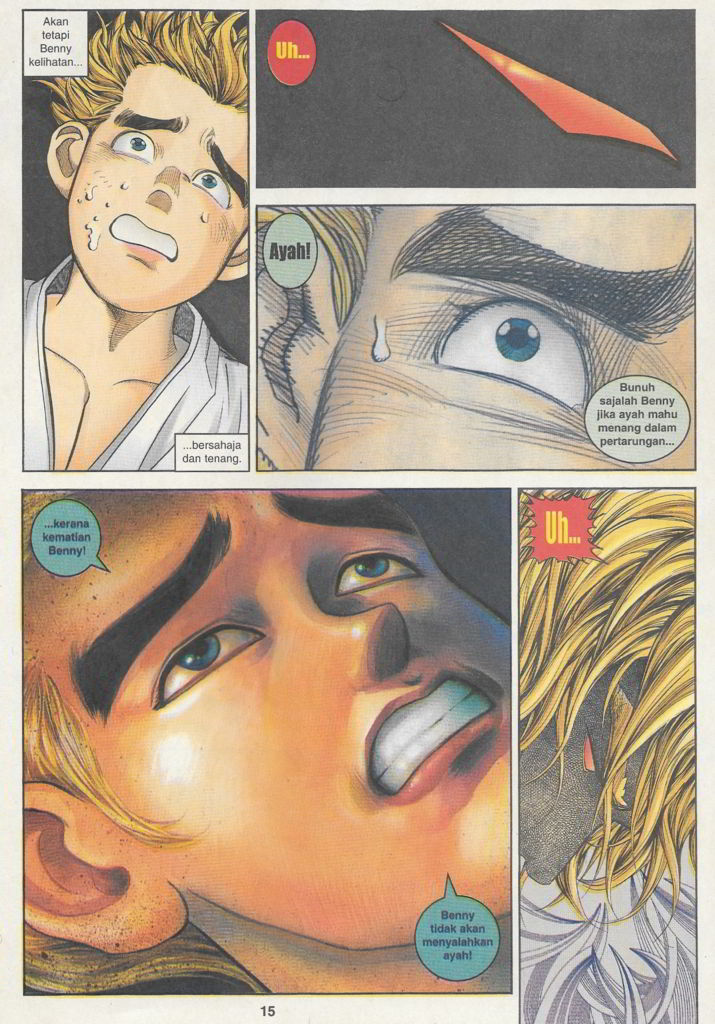 Akan
tetapi
Benny
kelihatan...
...bersahaja
dan tenang.
Uh...
Ayah!
Bunuh
sajalah Benny
jika ayah mahu
menang dalam
pertarungan...
...kerana
kematian
Benny!
Benny
tidak akan
menyalahkan
ayah!
Uh...
15